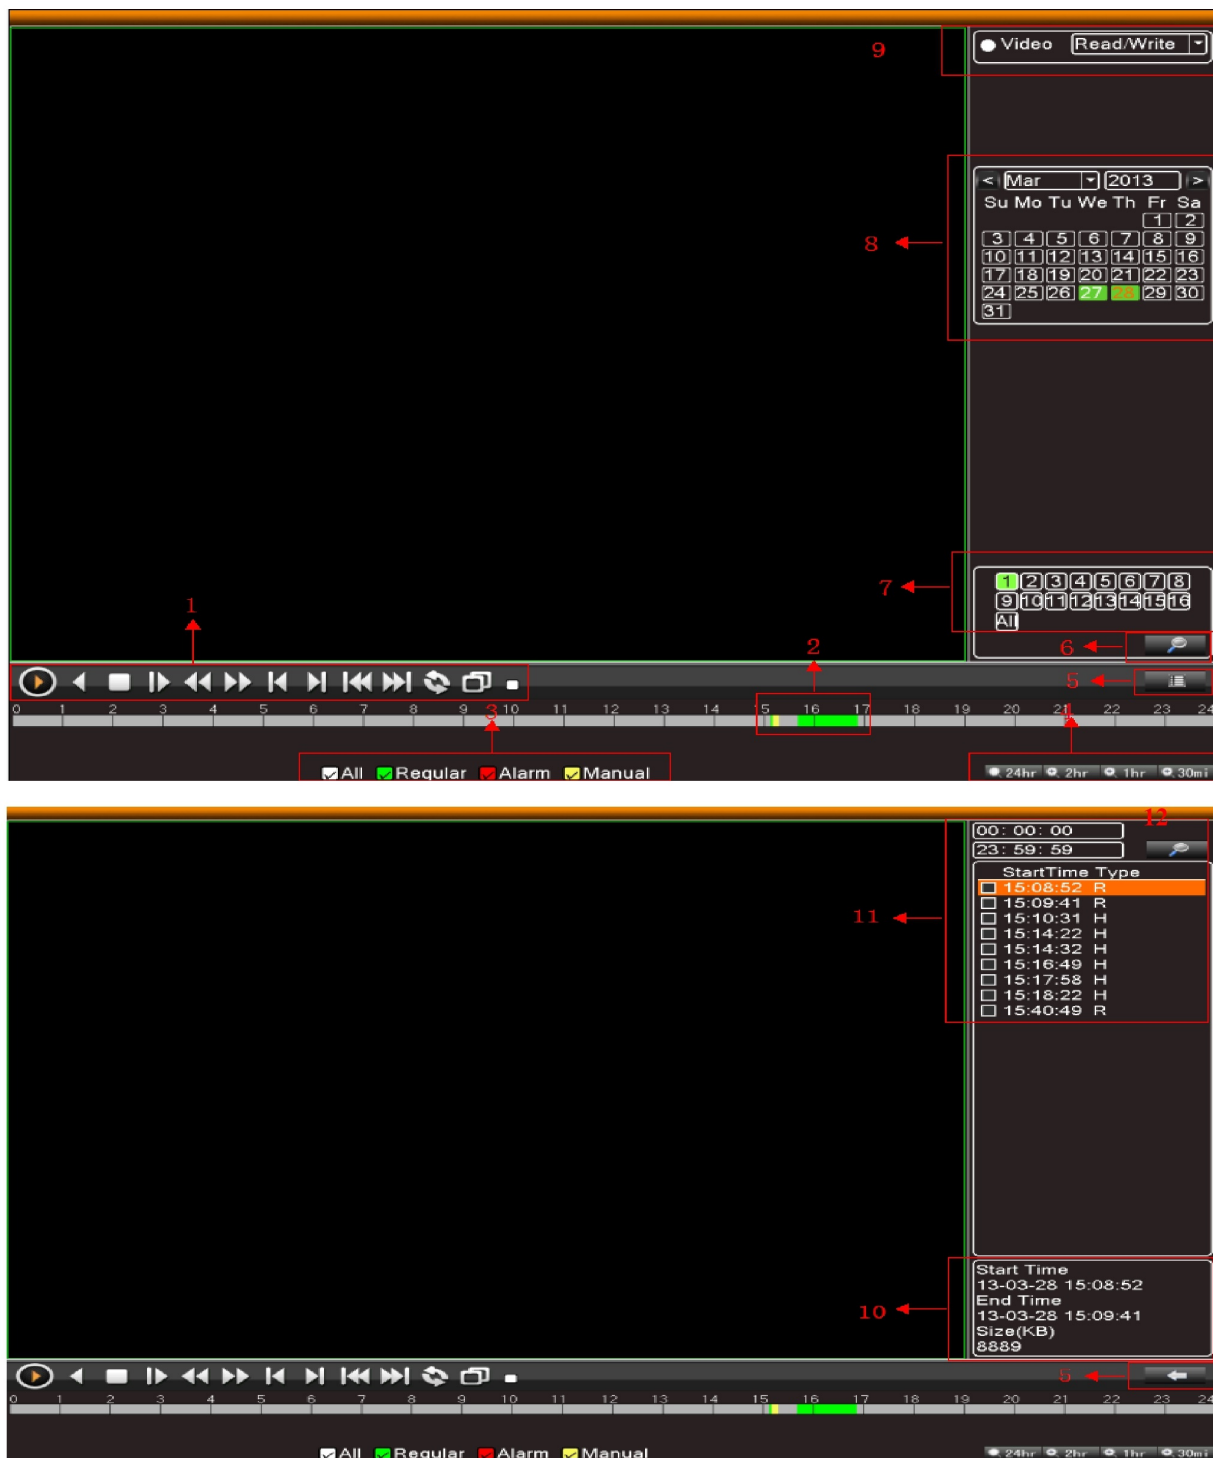 9
Video Read/Write
< Mar 2013 >
Su Mo Tu We Th Fr Sa
1 2
8
3 4 5 6 7 8 9
10 11 12 13 14 15 16
17 18 19 20 21 22 23
24 25 26 27 28 29 30
31
7
1 2 3 4 5 6 7 8
9 10 11 12 13 14 15 16
All
1
2
6
5
0 1 2 3 4 5 6 7 8 9 10 11 12 13 14 15 16 17 18 19 20 21 22 23 24
3
4
All Regular Alarm Manual
24hr 2hr 1hr 30mi
12
00: 00: 00
23: 59: 59
StartTime Type
15:08:52 R
15:09:41 R
11
15:10:31 H
15:14:22 H
15:14:32 H
15:16:49 H
15:17:58 H
15:18:22 H
15:40:49 R
Start Time
13-03-28 15:08:52
End Time
10
13-03-28 15:09:41
Size(KB)
8889
5
0 1 2 3 4 5 6 7 8 9 10 11 12 13 14 15 16 17 18 19 20 21 22 23 24
All Regular Alarm Manual
24hr 2hr 1hr 30mi